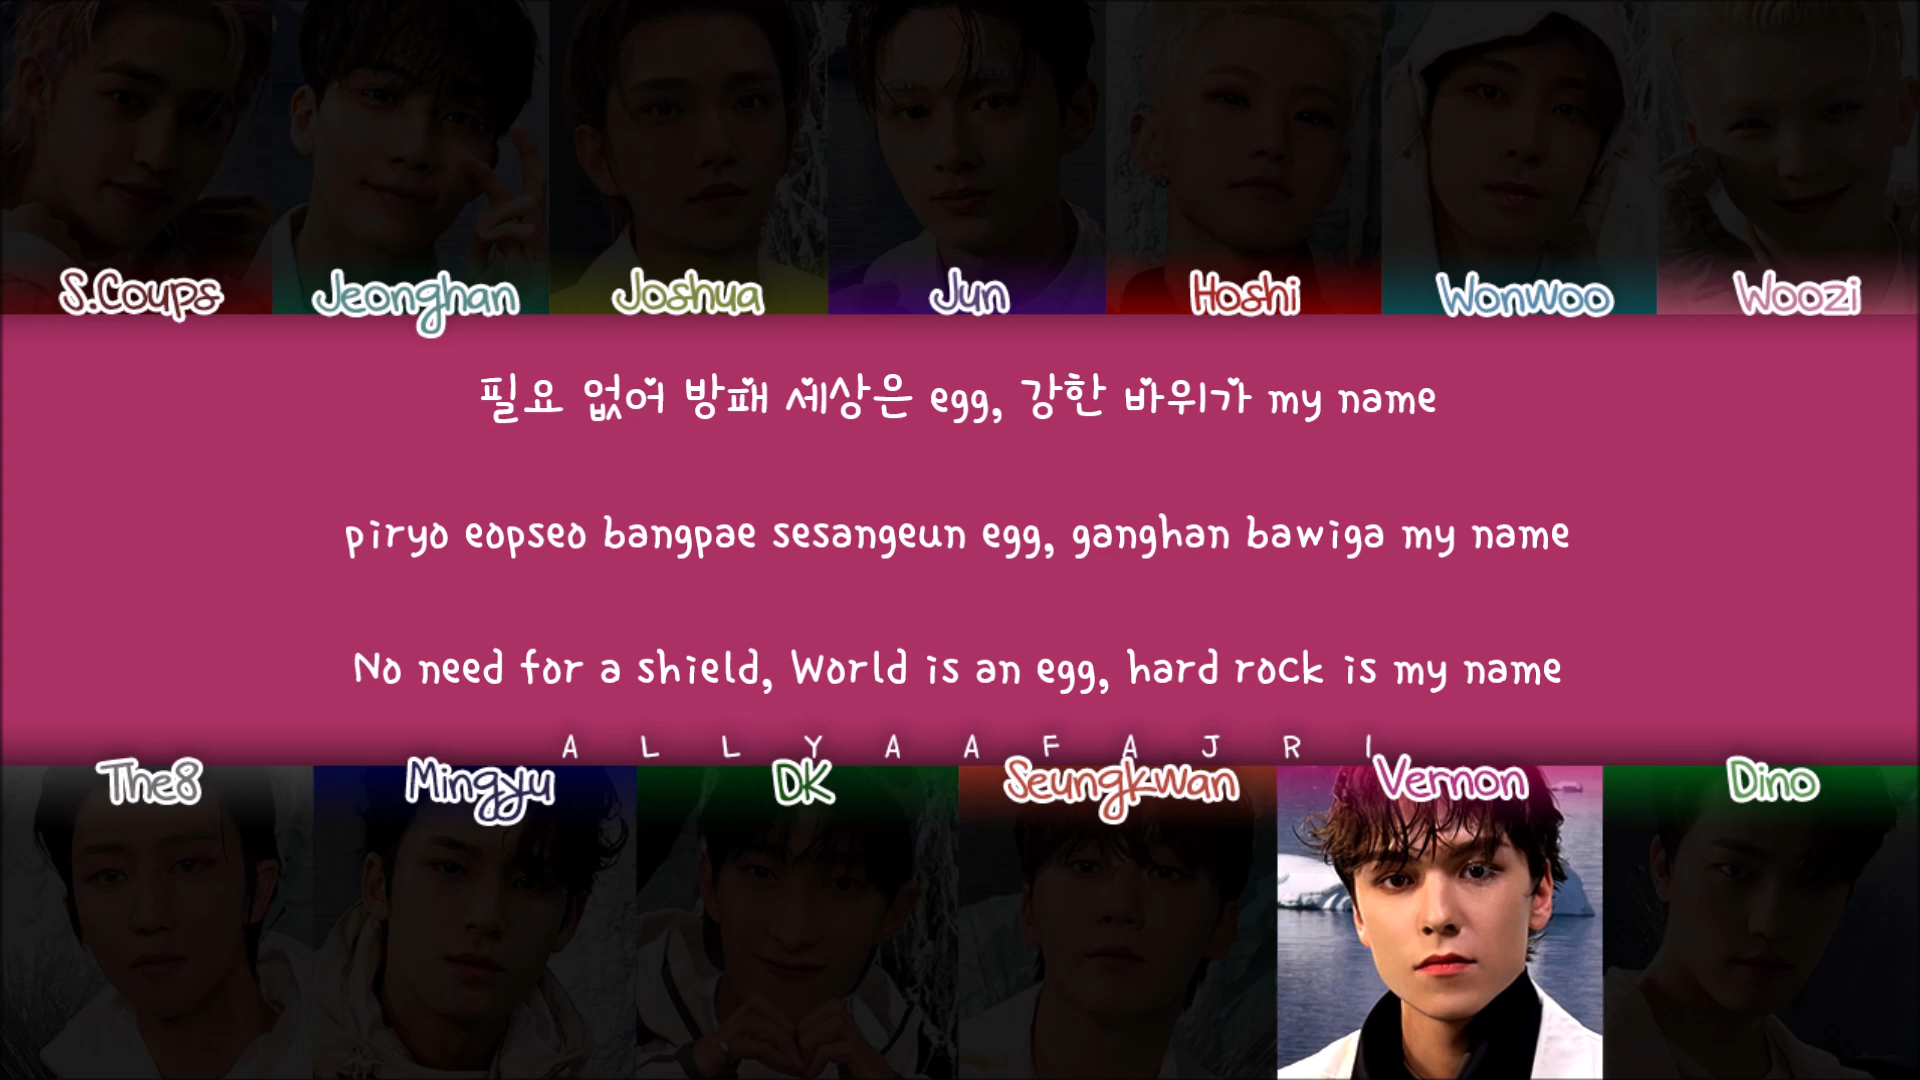 S.Coups Jeonghan Joshua Jun Hoshi Wonwoo Woozi
필요 없어 방패 세상은 egg, 강한 바위가 my name
piryo eopseo bangpae sesangeun egg, ganghan bawiga my name
No need for a shield, World is an egg, hard rock is my name
A L L Y A A F A J R I
The8 Mingyu DK Seungkwan Vernon Dino